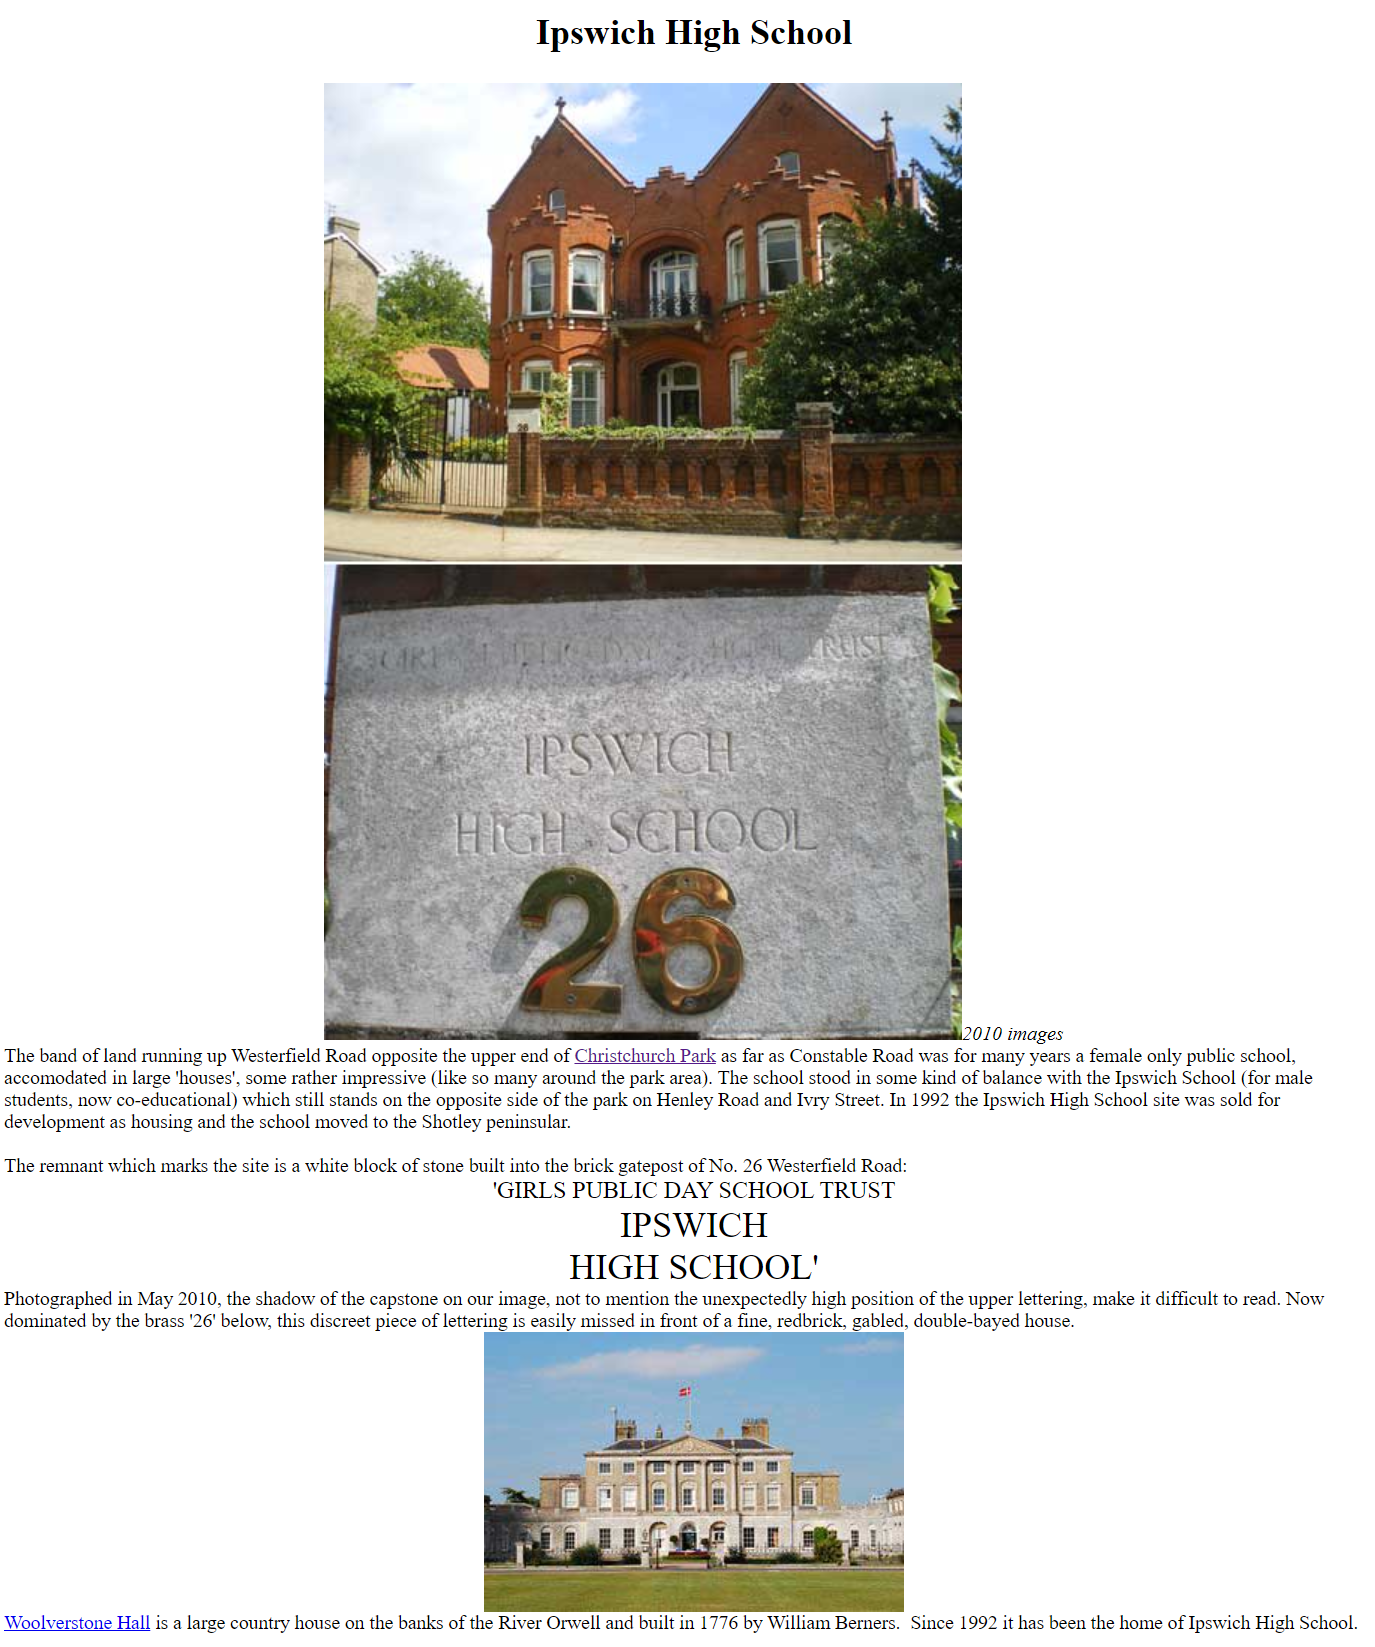 Ipswich High School
26
TRUST
IPSWICH
HIGH SCHOOL
26
2010 images
The band of land running up Westerfield Road opposite the upper end of Christchurch Park as far as Constable Road was for many years a female only public school,
accomodated in large 'houses', some rather impressive (like so many around the park area). The school stood in some kind of balance with the Ipswich School (for male
students, now co-educational) which still stands on the opposite side of the park on Henley Road and Ivry Street. In 1992 the Ipswich High School site was sold for
development as housing and the school moved to the Shotley peninsular.
The remnant which marks the site is a white block of stone built into the brick gatepost of No. 26 Westerfield Road:
'GIRLS PUBLIC DAY SCHOOL TRUST
IPSWICH
HIGH SCHOOL'
Photographed in May 2010, the shadow of the capstone on our image, not to mention the unexpectedly high position of the upper lettering, make it difficult to read. Now
dominated by the brass '26' below, this discreet piece of lettering is easily missed in front of a fine, redbrick, gabled, double-bayed house.
Woolverstone Hall is a large country house on the banks of the River Orwell and built in 1776 by William Berners.  Since 1992 it has been the home of Ipswich High School.